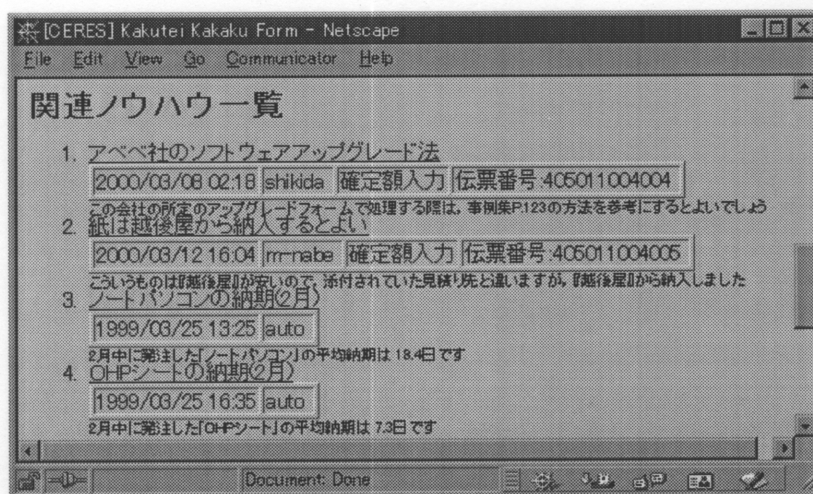 [CERES] Kakutei Kakaku Form - Netscape
File Edit View Go Communicator Help
関連ノウハウ一覧
1. アベベ社のソフトウェアアップグレード法
2000/03/08 02:18 shikida 確定額入力 伝票番号:405011004004
この会社の所定のアップグレードフォームで処理する際は，事例集P.123の方法を参考にするとよいでしょう
2. 紙は越後屋から納入するとよい
2000/03/12 16:04 m-nabe 確定額入力 伝票番号:405011004005
こういうものは『越後屋』が安いので，添付されていた見積り先と違いますが，『越後屋』から納入しました
3. ノートパソコンの納期(2月)
1999/03/25 13:25 auto
2月中に発注した「ノートパソコン」の平均納期は 18.4日です
4. OHPシートの納期(2月)
1999/03/25 16:35 auto
2月中に発注した「OHPシート」の平均納期は 7.3日です
Document: Done